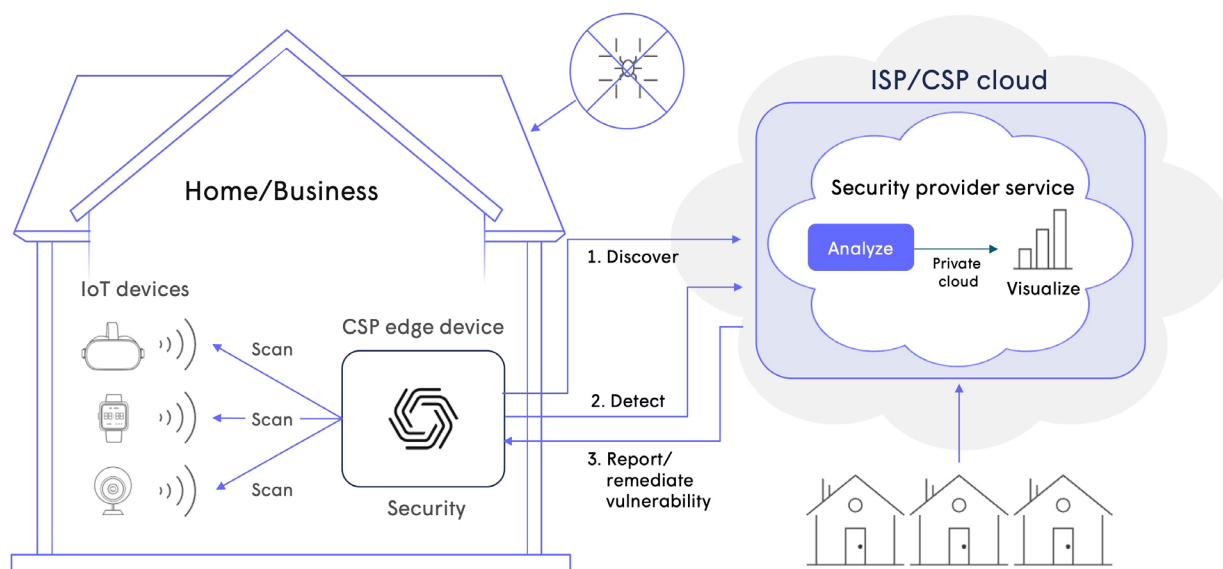 ISP/CSP cloud
Home/Business
Security provider service
Analyze
Private
cloud
Visualize
1. Discover
IoT devices
CSP edge device
Scan
Scan
Scan
2. Detect
3. Report/
remediate
vulnerability
Security